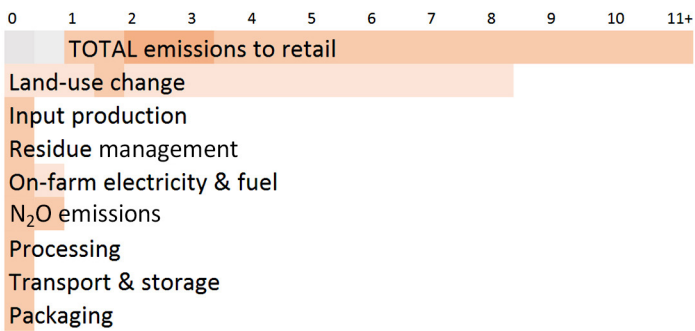 0 1 2 3 4 5 6 7 8 9 10 11+
TOTAL emissions to retail
Land-use change
Input production
Residue management
On-farm electricity & fuel
N₂O emissions
Processing
Transport & storage
Packaging